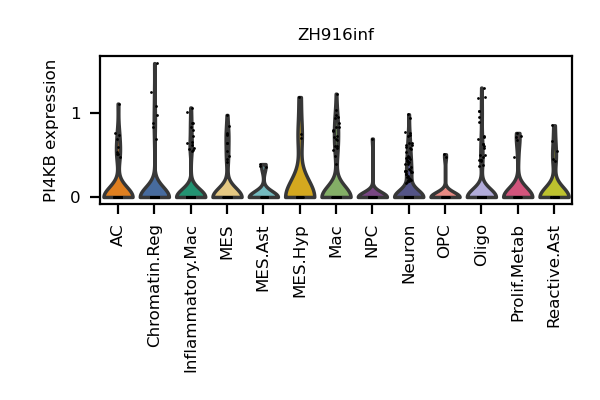 ZH916inf
PI4KB expression
1
0
AC
Chromatin.Reg
Inflammatory.Mac
MES
MES.Ast
MES.Hyp
Mac
NPC
Neuron
OPC
Oligo
Prolif.Metab
Reactive.Ast